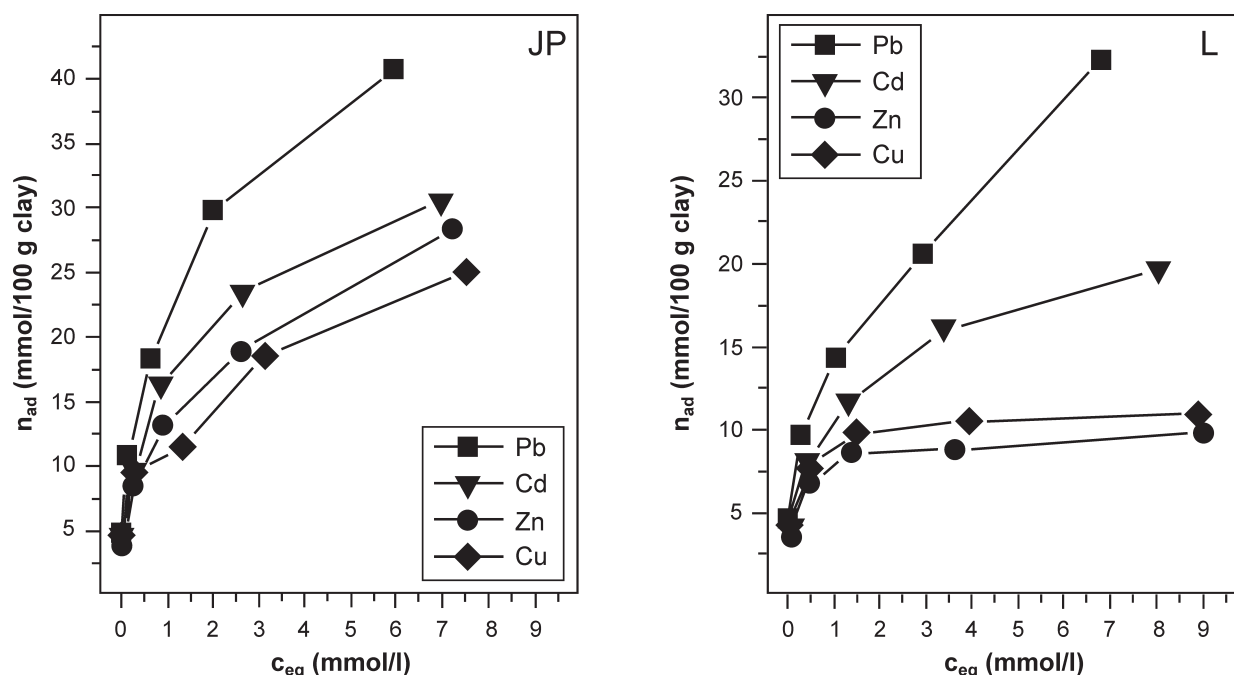 JP
n_ad (mmol/100 g clay)
40
35
30
25
20
15
10
5
Pb
Cd
Zn
Cu
0 1 2 3 4 5 6 7 8 9
c_eq (mmol/l)
L
n_ad (mmol/100 g clay)
Pb
Cd
Zn
Cu
30
25
20
15
10
5
0 1 2 3 4 5 6 7 8 9
c_eq (mmol/l)